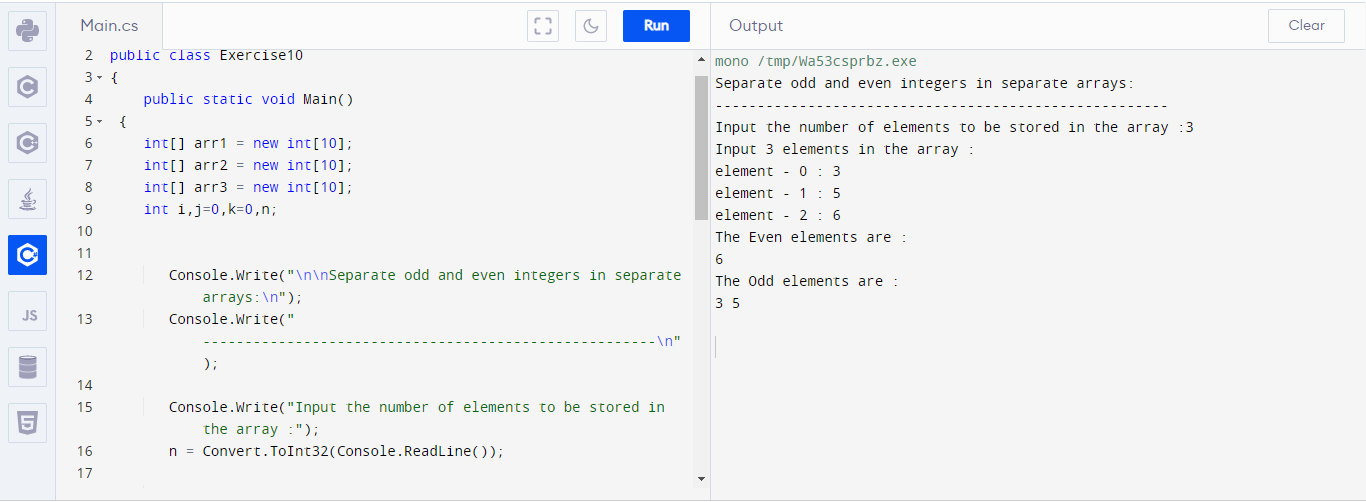 Main.cs
Run
Output
Clear
2 public class Exercise10
3 {
4 public static void Main()
5 {
6 int[] arr1 = new int[10];
7 int[] arr2 = new int[10];
8 int[] arr3 = new int[10];
9 int i,j=0,k=0,n;
10
11
12 Console.Write("\n\nSeparate odd and even integers in separate
arrays:\n");
13 Console.Write("
------------------------------------------------------\n"
);
14
15 Console.Write("Input the number of elements to be stored in
the array :");
16 n = Convert.ToInt32(Console.ReadLine());
17
JS
mono /tmp/Wa53csprbz.exe
Separate odd and even integers in separate arrays:
------------------------------------------------------
Input the number of elements to be stored in the array :3
Input 3 elements in the array :
element - 0 : 3
element - 1 : 5
element - 2 : 6
The Even elements are :
6
The Odd elements are :
3 5